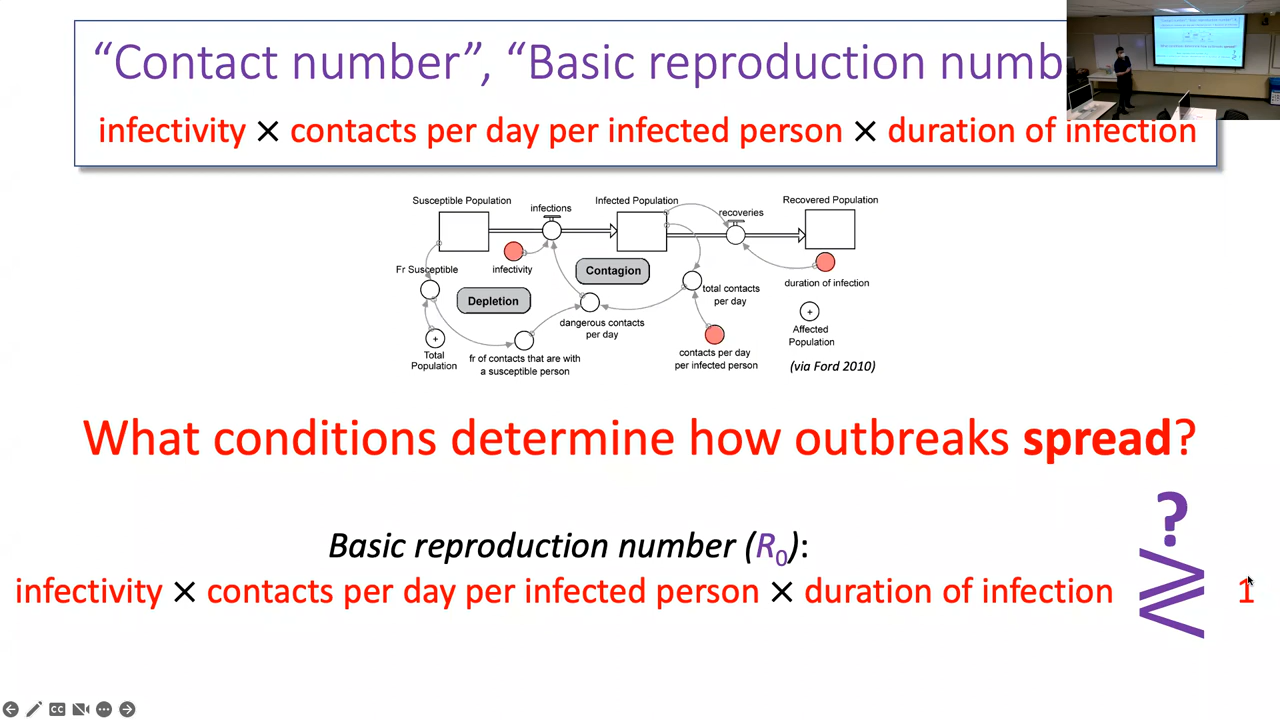 “Contact number”, “Basic reproduction numb
infectivity × contacts per day per infected person × duration of infection
Susceptible Population
infections
Infected Population
recoveries
Recovered Population
Fr Susceptible
infectivity
Contagion
duration of infection
total contacts
per day
Depletion
dangerous contacts
per day
Affected
Population
Total
Population
fr of contacts that are with
a susceptible person
contacts per day
per infected person
(via Ford 2010)
What conditions determine how outbreaks spread?
?
Basic reproduction number (R0):
infectivity × contacts per day per infected person × duration of infection ⋛ 1
CC